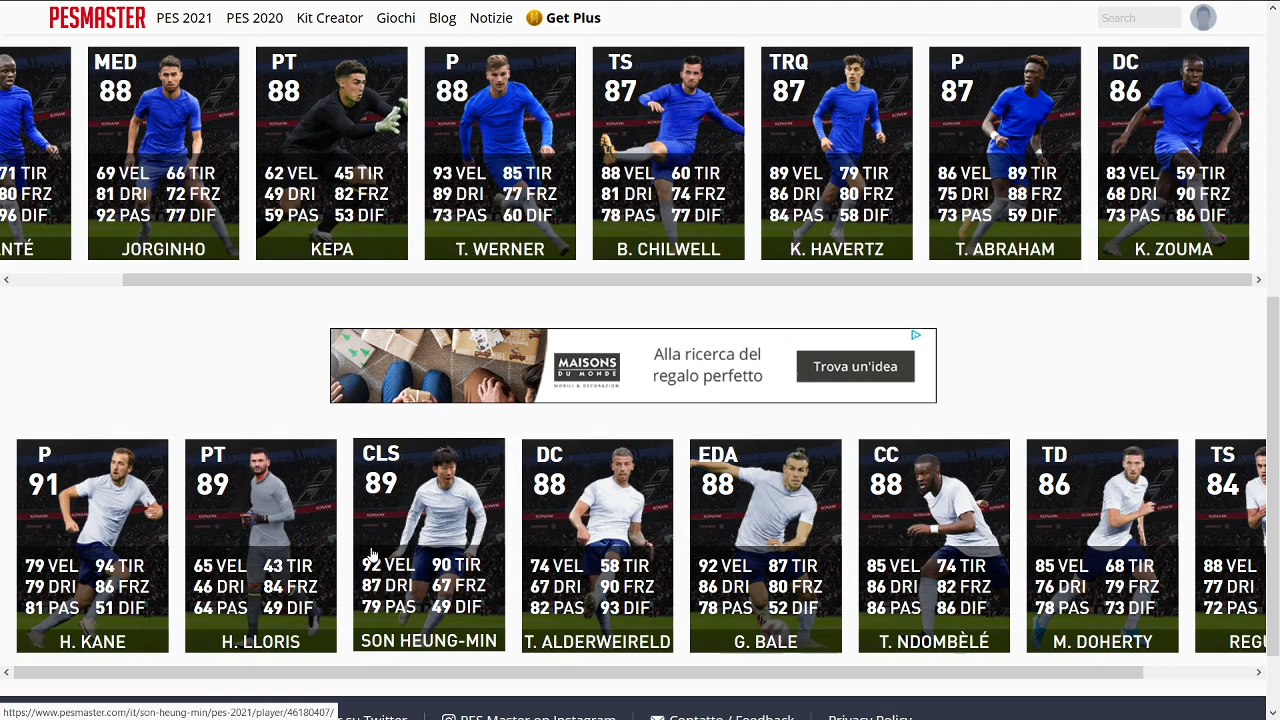 PESMASTER PES 2021 PES 2020 Kit Creator Giochi Blog Notizie Get Plus Search
MED PT P TS TRQ P DC
88 88 88 87 87 87 86
71 TIR 69 VEL 66 TIR 62 VEL 45 TIR 93 VEL 85 TIR 88 VEL 60 TIR 89 VEL 79 TIR 86 VEL 89 TIR 83 VEL 59 TIR
80 FRZ 81 DRI 72 FRZ 49 DRI 82 FRZ 89 DRI 77 FRZ 81 DRI 74 FRZ 86 DRI 80 FRZ 75 DRI 88 FRZ 68 DRI 90 FRZ
96 DIF 92 PAS 77 DIF 59 PAS 53 DIF 73 PAS 60 DIF 78 PAS 77 DIF 84 PAS 58 DIF 73 PAS 59 DIF 73 PAS 86 DIF
NTÉ JORGINHO KEPA T. WERNER B. CHILWELL K. HAVERTZ T. ABRAHAM K. ZOUMA
MAISONS DU MONDE
MOBILI & DECORAZIONI
Alla ricerca del
regalo perfetto
Trova un'idea
P PT CLS DC EDA CC TD TS
91 89 89 88 88 88 86 84
79 VEL 94 TIR 65 VEL 43 TIR 92 VEL 90 TIR 74 VEL 58 TIR 92 VEL 87 TIR 85 VEL 74 TIR 85 VEL 68 TIR 88 VEL
79 DRI 86 FRZ 46 DRI 84 FRZ 87 DRI 67 FRZ 67 DRI 90 FRZ 86 DRI 80 FRZ 86 DRI 82 FRZ 76 DRI 79 FRZ 77 DRI
81 PAS 51 DIF 64 PAS 49 DIF 79 PAS 49 DIF 82 PAS 93 DIF 78 PAS 52 DIF 86 PAS 86 DIF 78 PAS 73 DIF 72 PAS
H. KANE H. LLORIS SON HEUNG-MIN T. ALDERWEIRELD G. BALE T. NDOMBÈLÉ M. DOHERTY REGU
https://www.pesmaster.com/it/son-heung-min/pes-2021/player/46180407/
su Twitter PES Master on Instagram Contatto / Feedback Privacy Policy